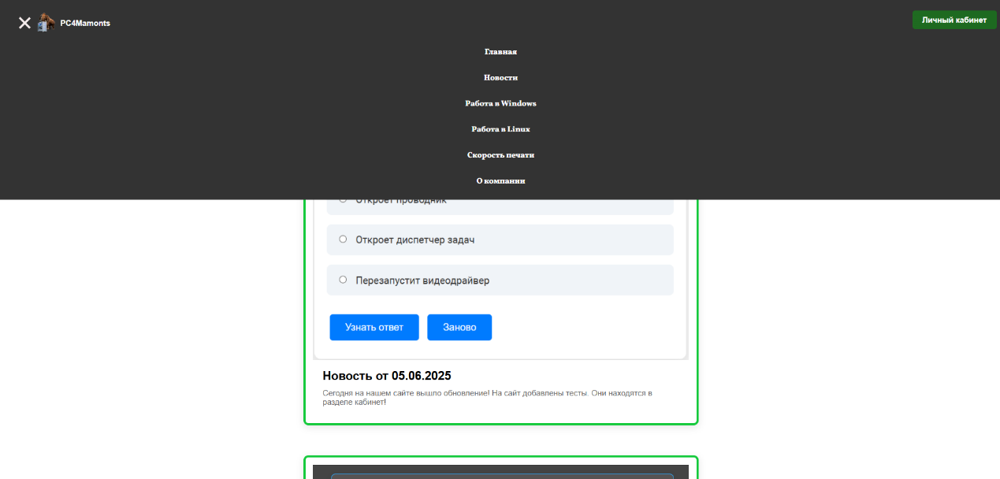 PC4Mamonts
Личный кабинет
Главная
Новости
Работа в Windows
Работа в Linux
Скорость печати
О компании
Откроет проводник
Откроет диспетчер задач
Перезапустит видеодрайвер
Узнать ответ
Заново
Новость от 05.06.2025
Сегодня на нашем сайте вышло обновление! На сайт добавлены тесты. Они находятся в
разделе кабинет!